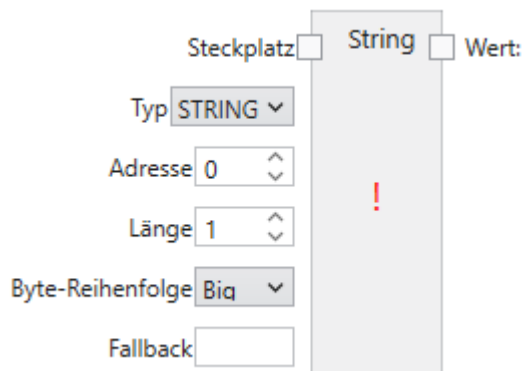 Steckplatz String Wert:
Typ STRING
Adresse 0
!
Länge 1
Byte-Reihenfolge Big
Fallback